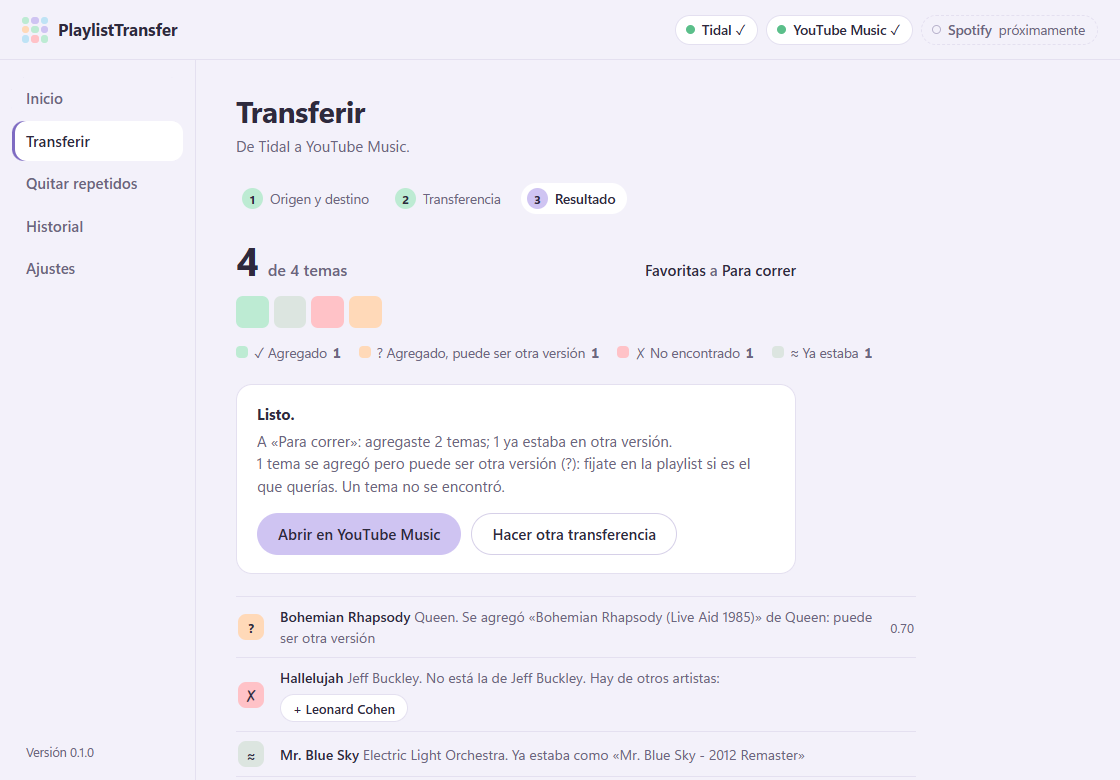 PlaylistTransfer
Tidal ✓
YouTube Music ✓
Spotify próximamente
Inicio
Transferir
Quitar repetidos
Historial
Ajustes
Versión 0.1.0
Transferir
De Tidal a YouTube Music.
1 Origen y destino
2 Transferencia
3 Resultado
4 de 4 temas
Favoritas a Para correr
✓ Agregado 1
? Agregado, puede ser otra versión 1
✗ No encontrado 1
≈ Ya estaba 1
Listo.
A «Para correr»: agregaste 2 temas; 1 ya estaba en otra versión.
1 tema se agregó pero puede ser otra versión (?): fijate en la playlist si es el
que querías. Un tema no se encontró.
Abrir en YouTube Music
Hacer otra transferencia
? Bohemian Rhapsody Queen. Se agregó «Bohemian Rhapsody (Live Aid 1985)» de Queen: puede
ser otra versión
0.70
✗ Hallelujah Jeff Buckley. No está la de Jeff Buckley. Hay de otros artistas:
+ Leonard Cohen
≈ Mr. Blue Sky Electric Light Orchestra. Ya estaba como «Mr. Blue Sky - 2012 Remaster»